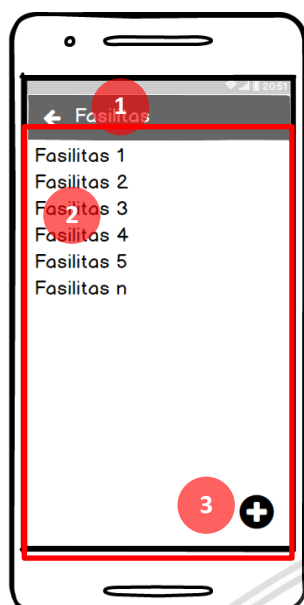 20:51
Fasilitas
1
Fasilitas 1
Fasilitas 2
Fasilitas 3
2
Fasilitas 4
Fasilitas 5
Fasilitas n
3